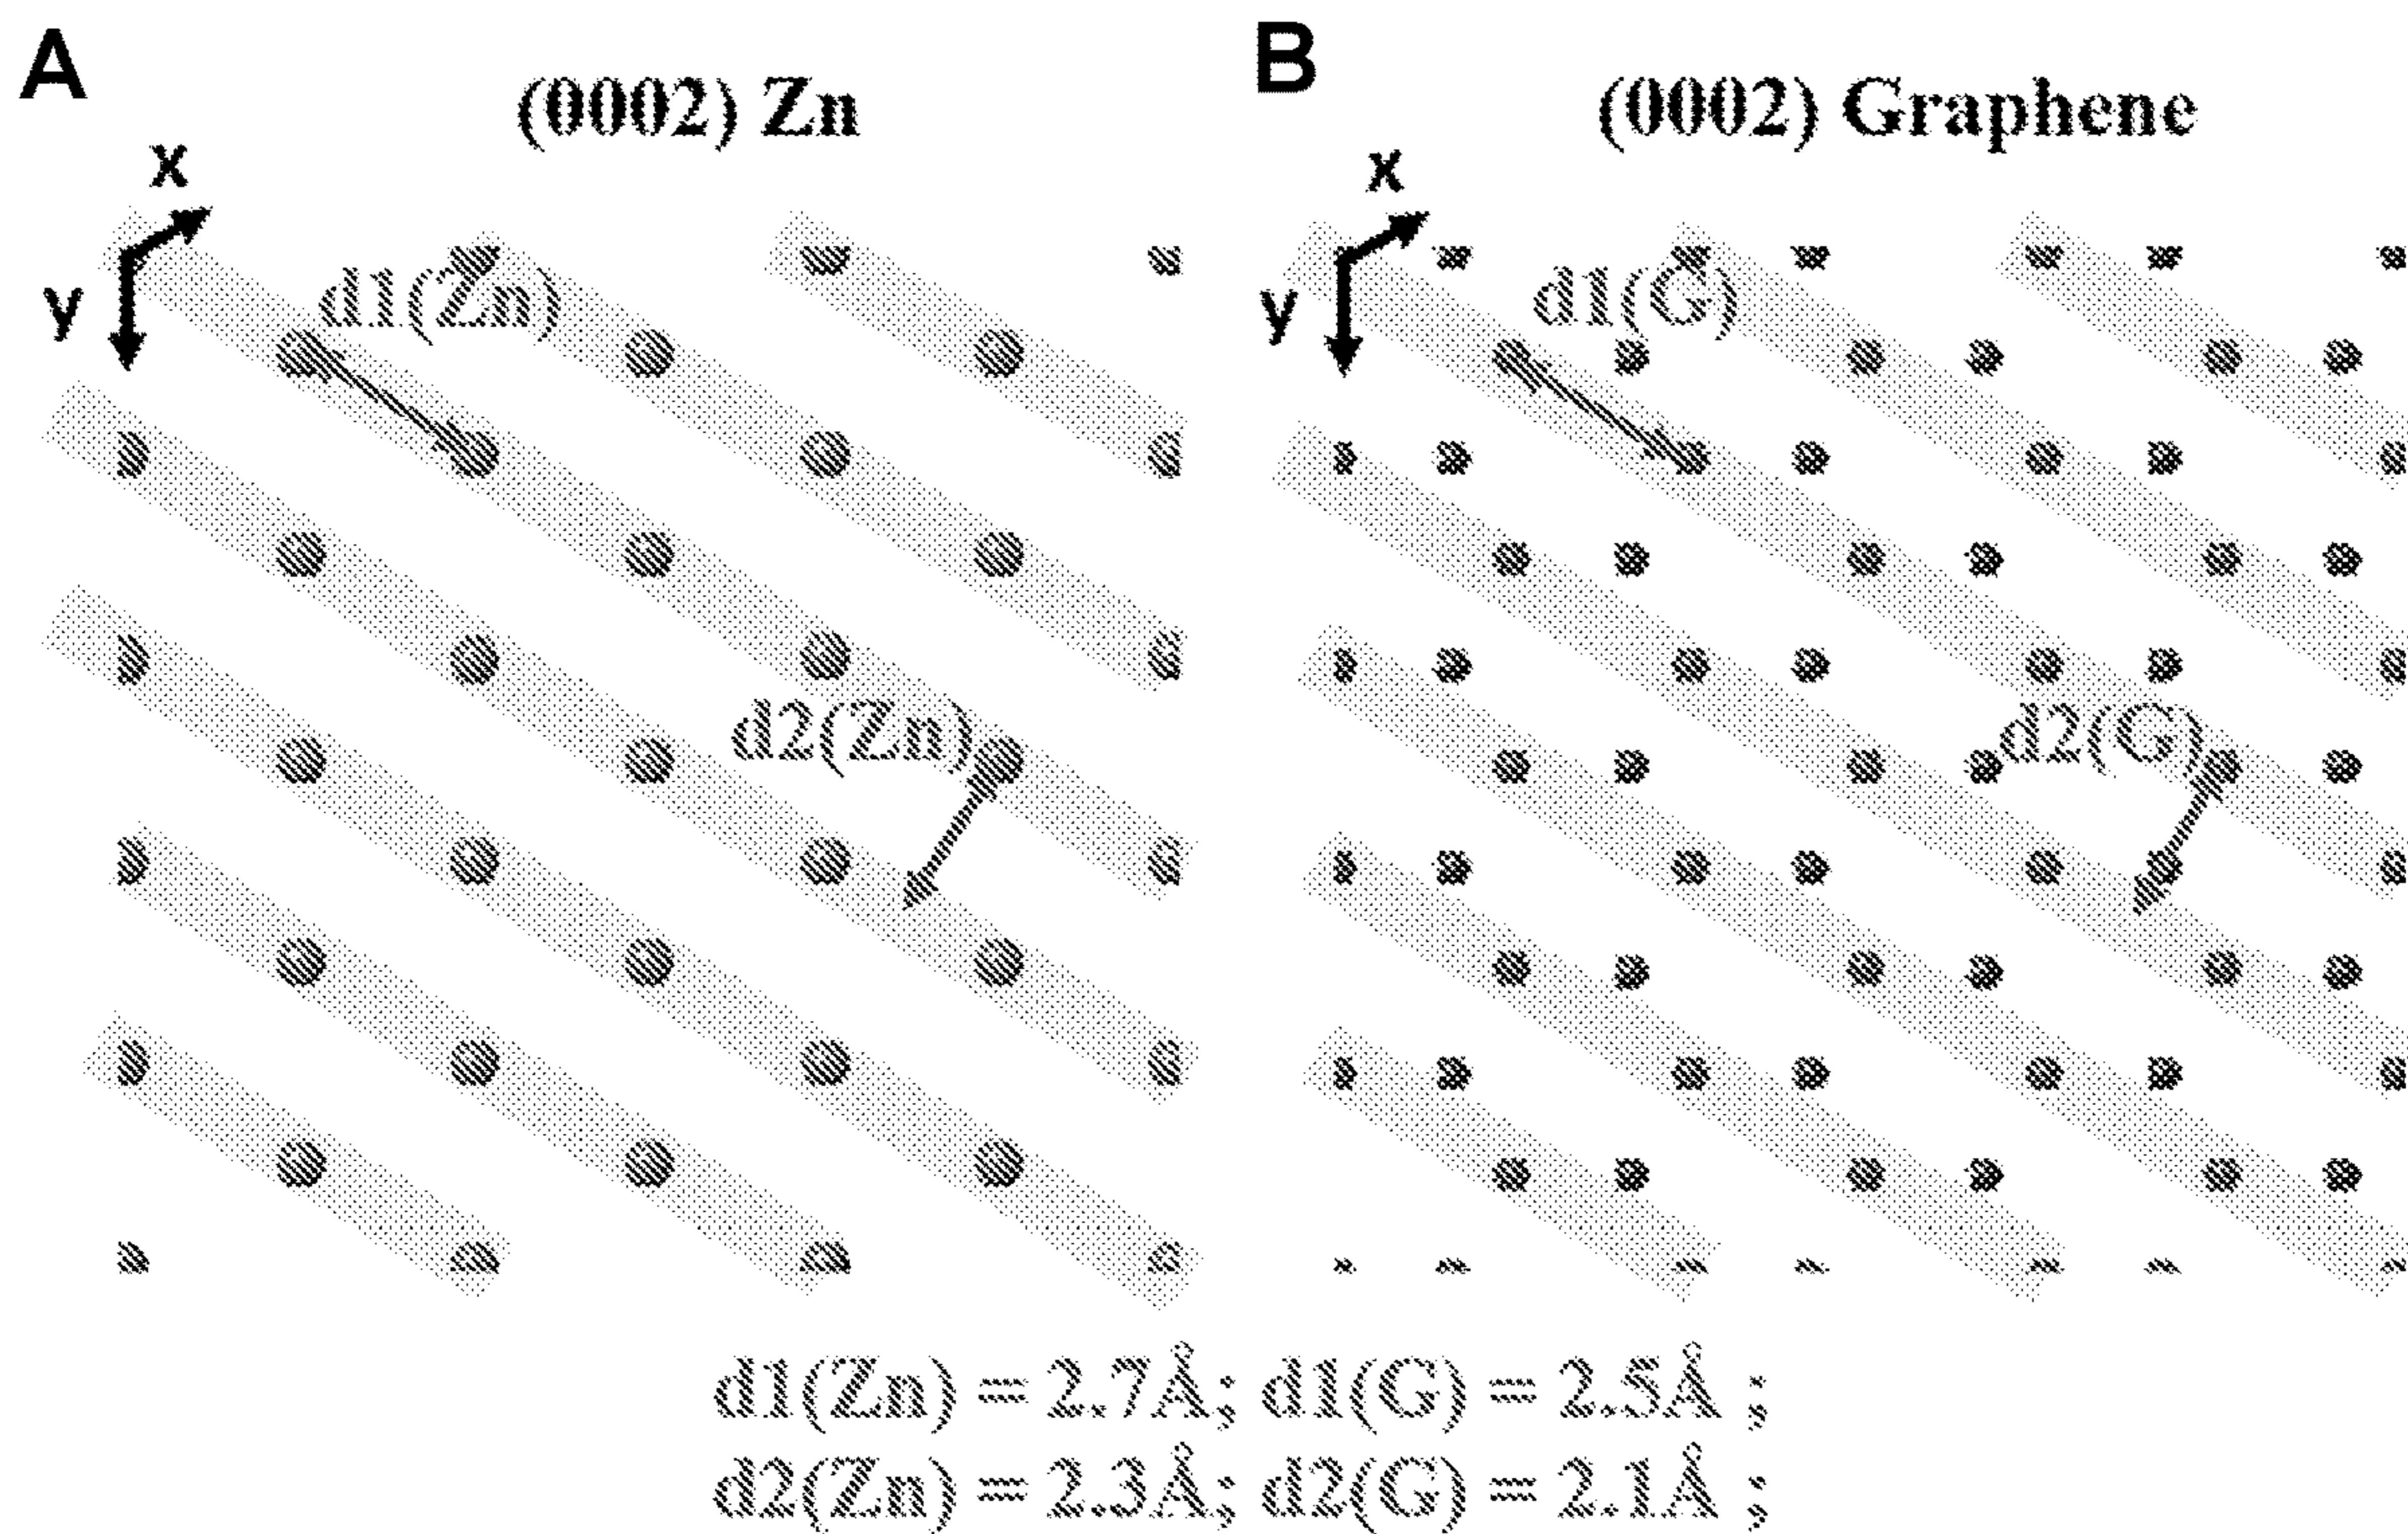 A
(0002) Zn
x
y
d1(Zn)
d2(Zn)
B
(0002) Graphene
x
y
d1(G)
d2(G)
d1(Zn) = 2.7Å; d1(G) = 2.5Å ;
d2(Zn) = 2.3Å; d2(G) = 2.1Å ;